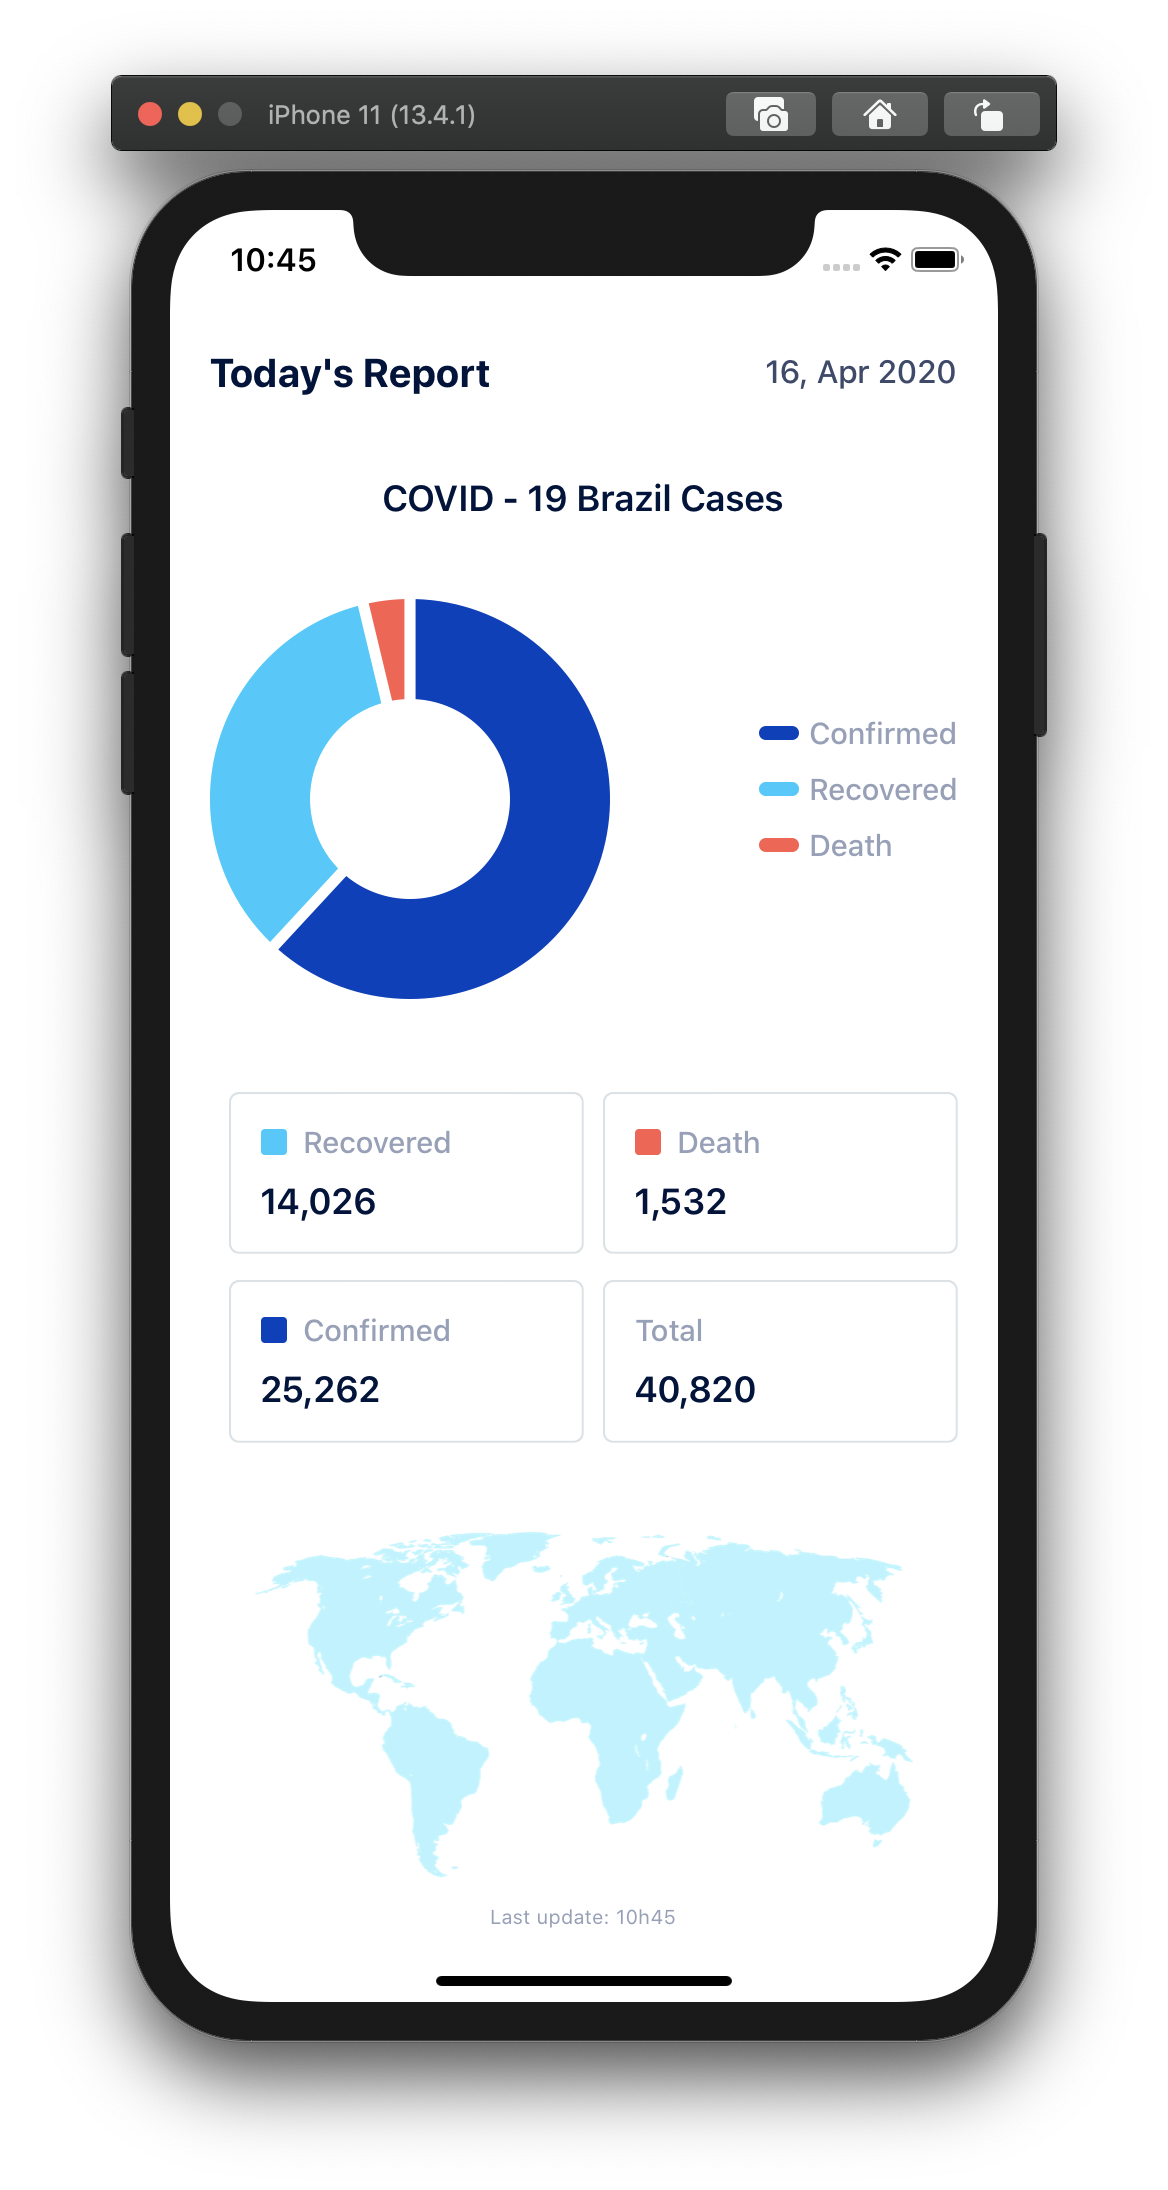 iPhone 11 (13.4.1)
10:45
Today's Report
16, Apr 2020
COVID - 19 Brazil Cases
Confirmed
Recovered
Death
Recovered
14,026
Death
1,532
Confirmed
25,262
Total
40,820
Last update: 10h45